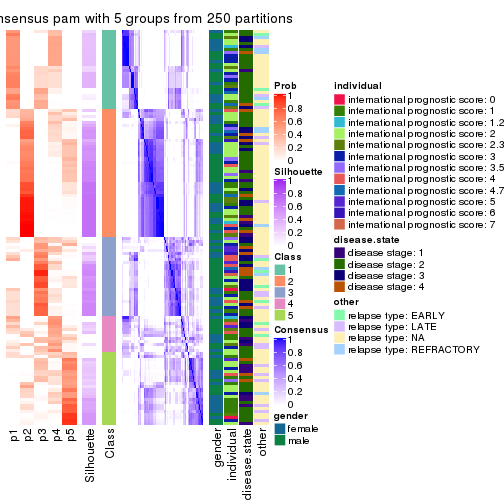 nsensus pam with 5 groups from 250 partitions
Prob
1
0.8
0.6
0.4
0.2
0
Silhouette
1
0.8
0.6
0.4
0.2
0
Class
1
2
3
4
5
Consensus
1
0.8
0.6
0.4
0.2
0
gender
female
male
individual
international prognostic score: 0
international prognostic score: 1
international prognostic score: 1.2
international prognostic score: 2
international prognostic score: 2.3
international prognostic score: 3
international prognostic score: 3.5
international prognostic score: 4
international prognostic score: 4.7
international prognostic score: 5
international prognostic score: 6
international prognostic score: 7
disease.state
disease stage: 1
disease stage: 2
disease stage: 3
disease stage: 4
other
relapse type: EARLY
relapse type: LATE
relapse type: NA
relapse type: REFRACTORY
p1
p2
p3
p4
p5
Silhouette
Class
gender
individual
disease.state
other